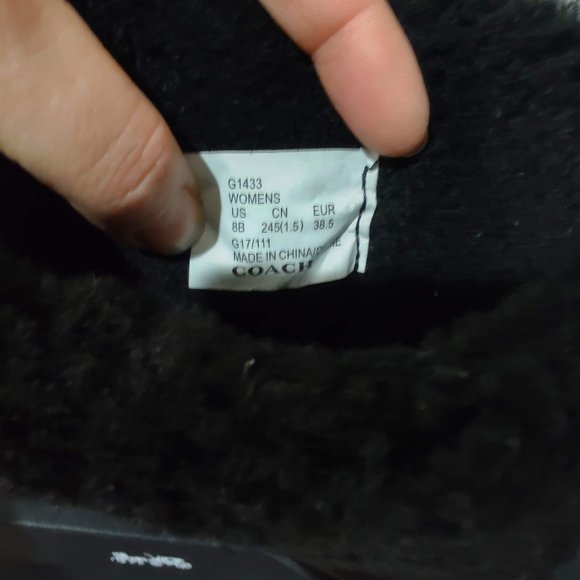 G1433
WOMENS
US CN EUR
8B 245(1.5) 38.5
G17/111
MADE IN CHINA/
COACH